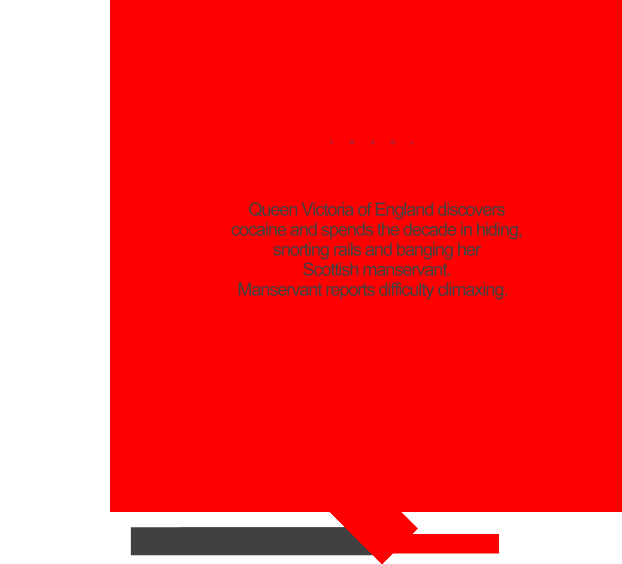 Queen Victoria of England discovers
cocaine and spends the decade in hiding,
snorting rails and banging her
Scottish manservant.
Manservant reports difficulty climaxing.